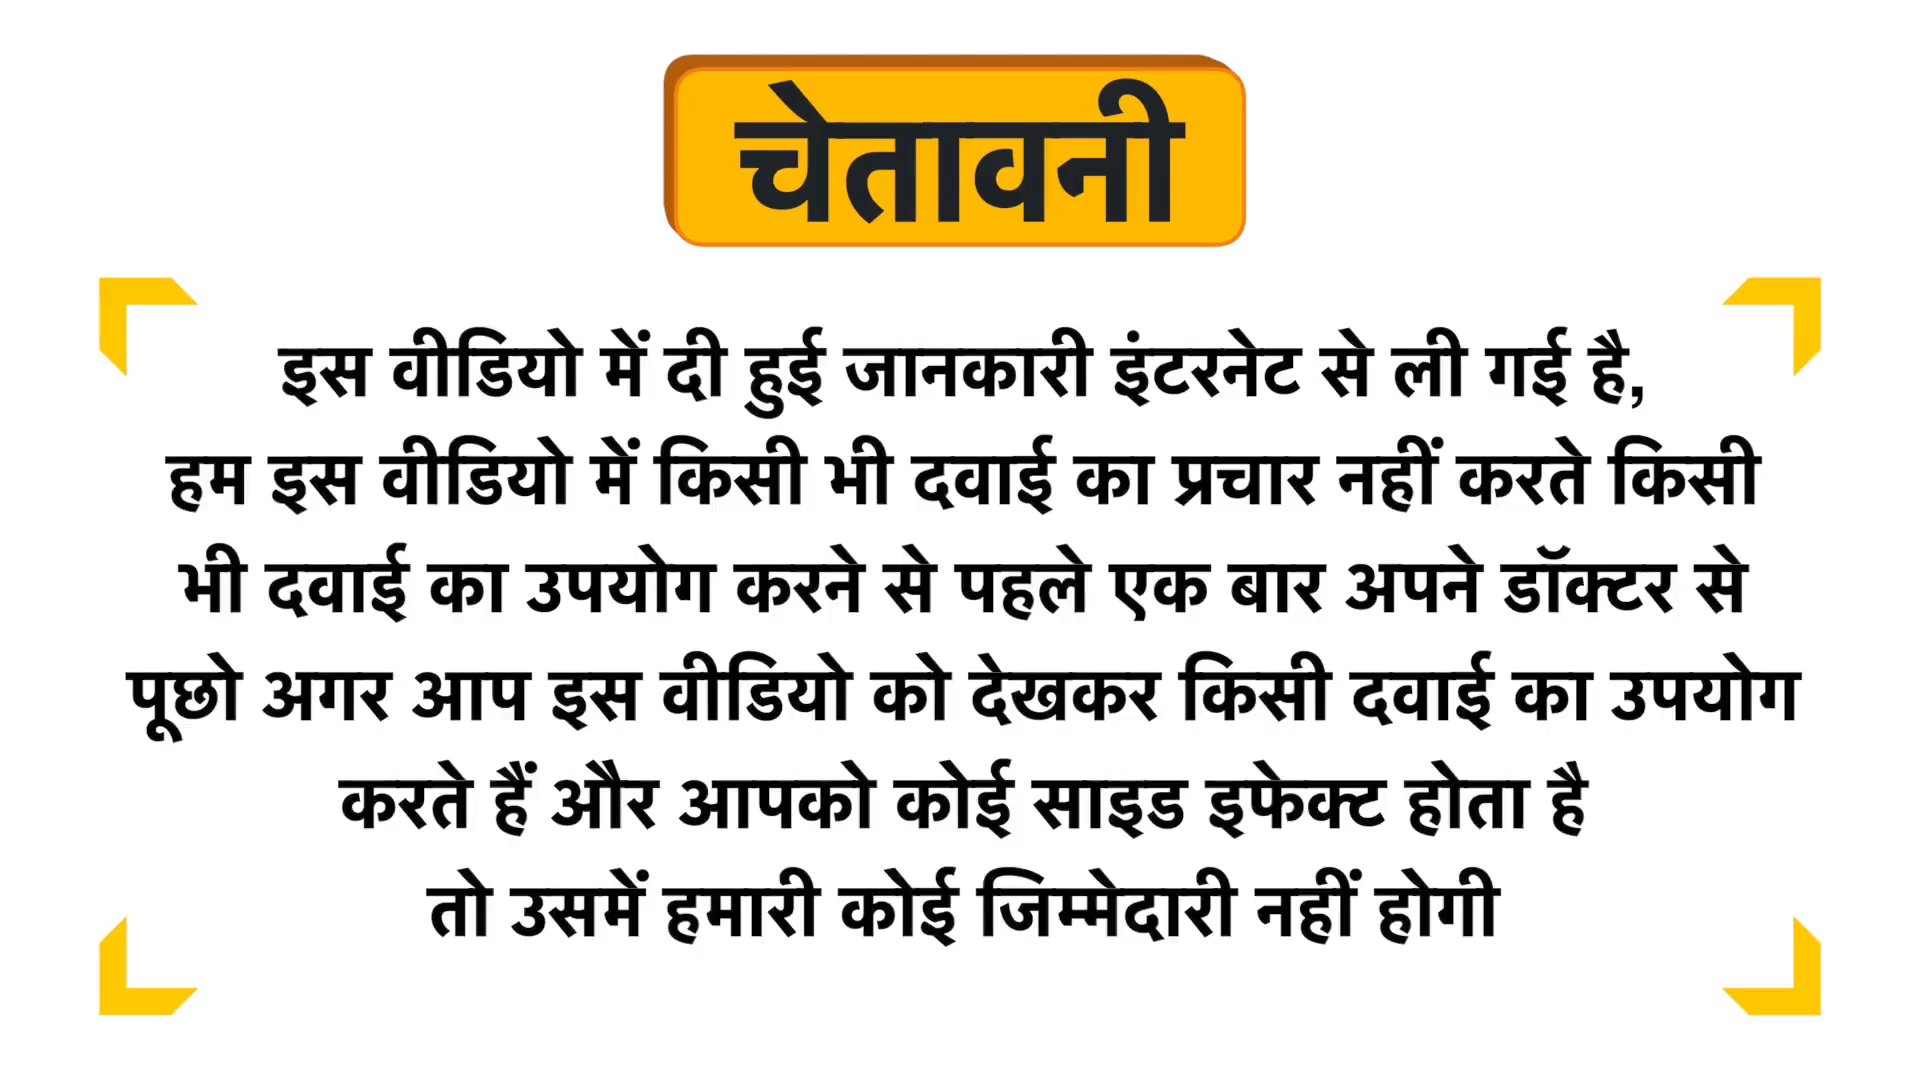 चेतावनी
इस वीडियो में दी हुई जानकारी इंटरनेट से ली गई है,
हम इस वीडियो में किसी भी दवाई का प्रचार नहीं करते किसी
भी दवाई का उपयोग करने से पहले एक बार अपने डॉक्टर से
पूछो अगर आप इस वीडियो को देखकर किसी दवाई का उपयोग
करते हैं और आपको कोई साइड इफेक्ट होता है
तो उसमें हमारी कोई जिम्मेदारी नहीं होगी